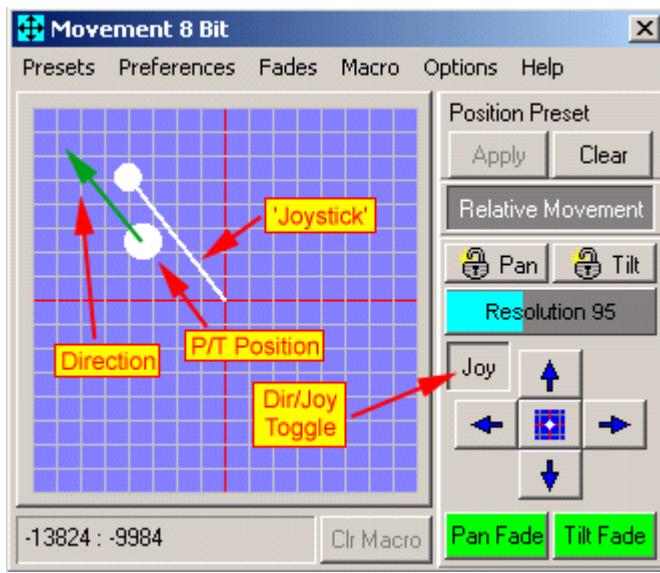 Movement 8 Bit
Presets Preferences Fades Macro Options Help
Position Preset
Apply Clear
Relative Movement
'Joystick'
Pan Tilt
Resolution 95
Direction
P/T Position
Joy
Dir/Joy
Toggle
-13824 : -9984
Clr Macro
Pan Fade Tilt Fade